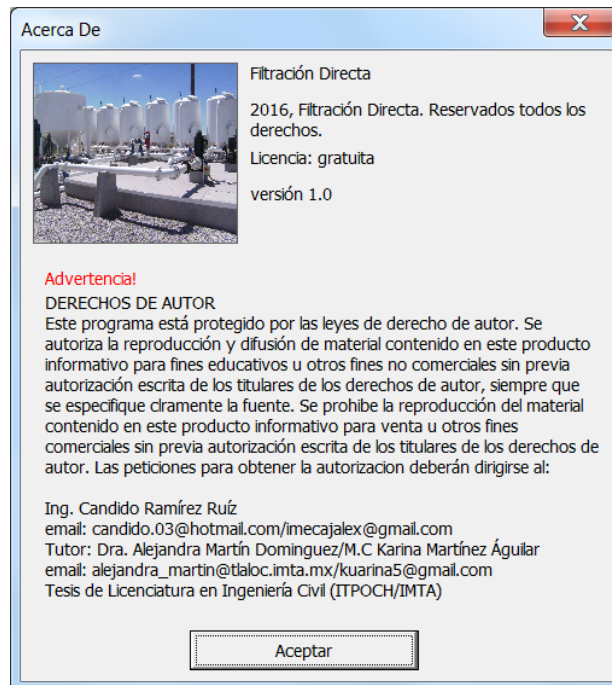 Acerca De
Filtración Directa
2016, Filtración Directa. Reservados todos los
derechos.
Licencia: gratuita
versión 1.0
Advertencia!
DERECHOS DE AUTOR
Este programa está protegido por las leyes de derecho de autor. Se
autoriza la reproducción y difusión de material contenido en este producto
informativo para fines educativos u otros fines no comerciales sin previa
autorización escrita de los titulares de los derechos de autor, siempre que
se especifique clramente la fuente. Se prohibe la reproducción del material
contenido en este producto informativo para venta u otros fines
comerciales sin previa autorización escrita de los titulares de los derechos de
autor. Las peticiones para obtener la autorizacion deberán dirigirse al:
Ing. Candido Ramírez Ruíz
email: candido.03@hotmail.com/imecajalex@gmail.com
Tutor: Dra. Alejandra Martín Dominguez/M.C Karina Martínez Águilar
email: alejandra_martin@tlaloc.imta.mx/kuarina5@gmail.com
Tesis de Licenciatura en Ingeniería Civil (ITPOCH/IMTA)
Aceptar